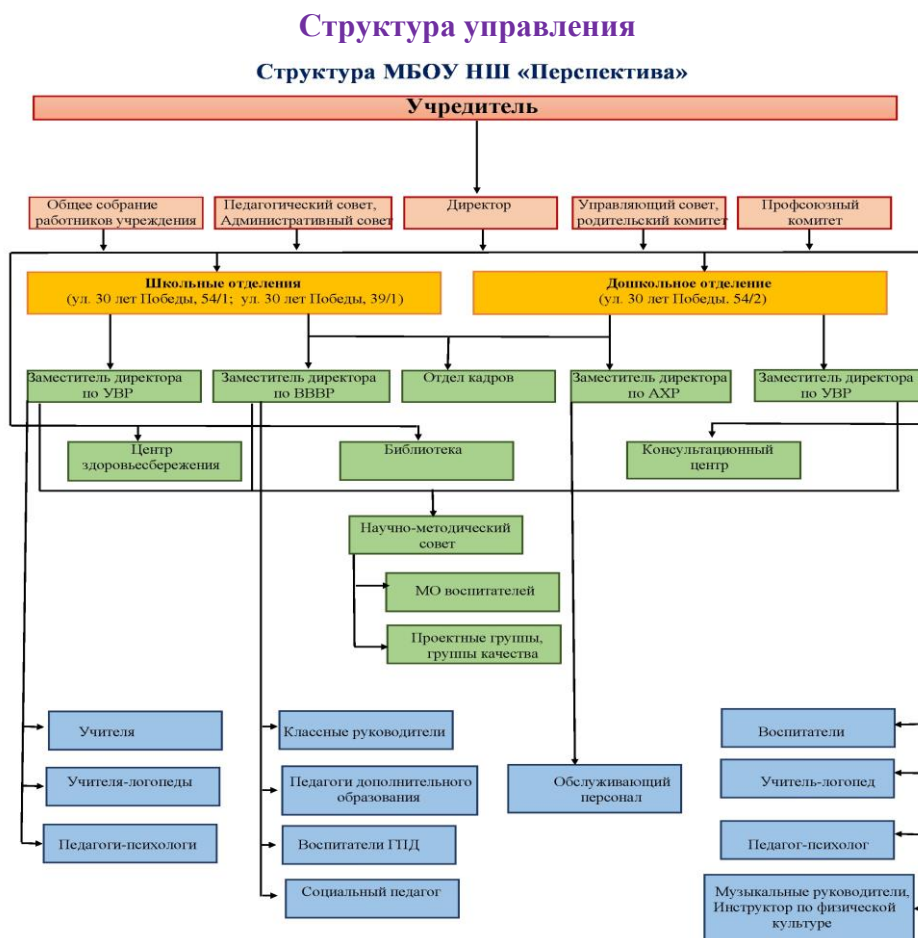 Структура управления
Структура МБОУ НШ «Перспектива»
Учредитель
Общее собрание
работников учреждения
Педагогический совет,
Административный совет
Директор
Управляющий совет,
родительский комитет
Профсоюзный
комитет
Школьные отделения
(ул. 30 лет Победы, 54/1; ул. 30 лет Победы, 39/1)
Дошкольное отделение
(ул. 30 лет Победы. 54/2)
Заместитель директора
по УВР
Заместитель директора
по ВВВР
Отдел кадров
Заместитель директора
по АХР
Заместитель директора
по УВР
Центр
здоровьесбережения
Библиотека
Консультационный
центр
Научно-методический
совет
МО воспитателей
Проектные группы,
группы качества
Учителя
Учителя-логопеды
Педагоги-психологи
Классные руководители
Педагоги дополнительного
образования
Воспитатели ГПД
Социальный педагог
Обслуживающий
персонал
Воспитатели
Учитель-логопед
Педагог-психолог
Музыкальные руководители,
Инструктор по физической
культуре